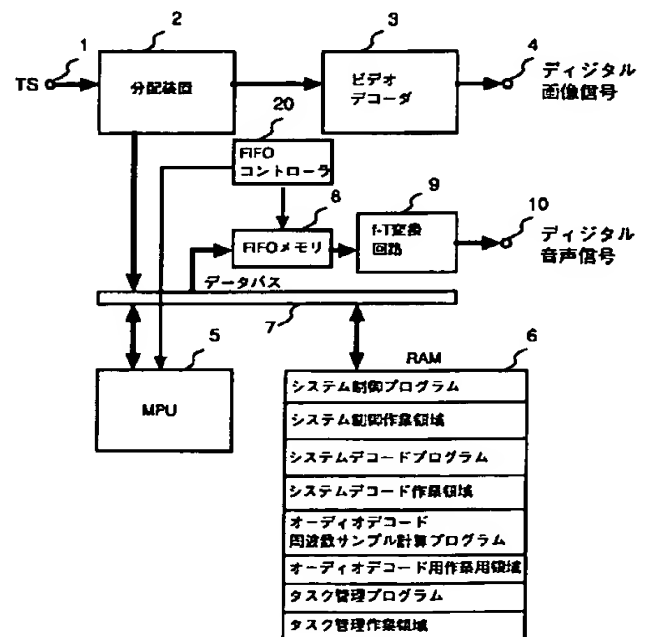 2
3
1
4
TS
分配装置
ビデオ
デコーダ
ディジタル
画像信号
20
FIFO
コントローラ
8
9
10
FIFOメモリ
f-T変換
回路
ディジタル
音声信号
データバス
7
5
MPU
RAM
6
システム制御プログラム
システム制御作業領域
システムデコードプログラム
システムデコード作業領域
オーディオデコード
周波数サンプル計算プログラム
オーディオデコード用作業用領域
タスク管理プログラム
タスク管理作業領域